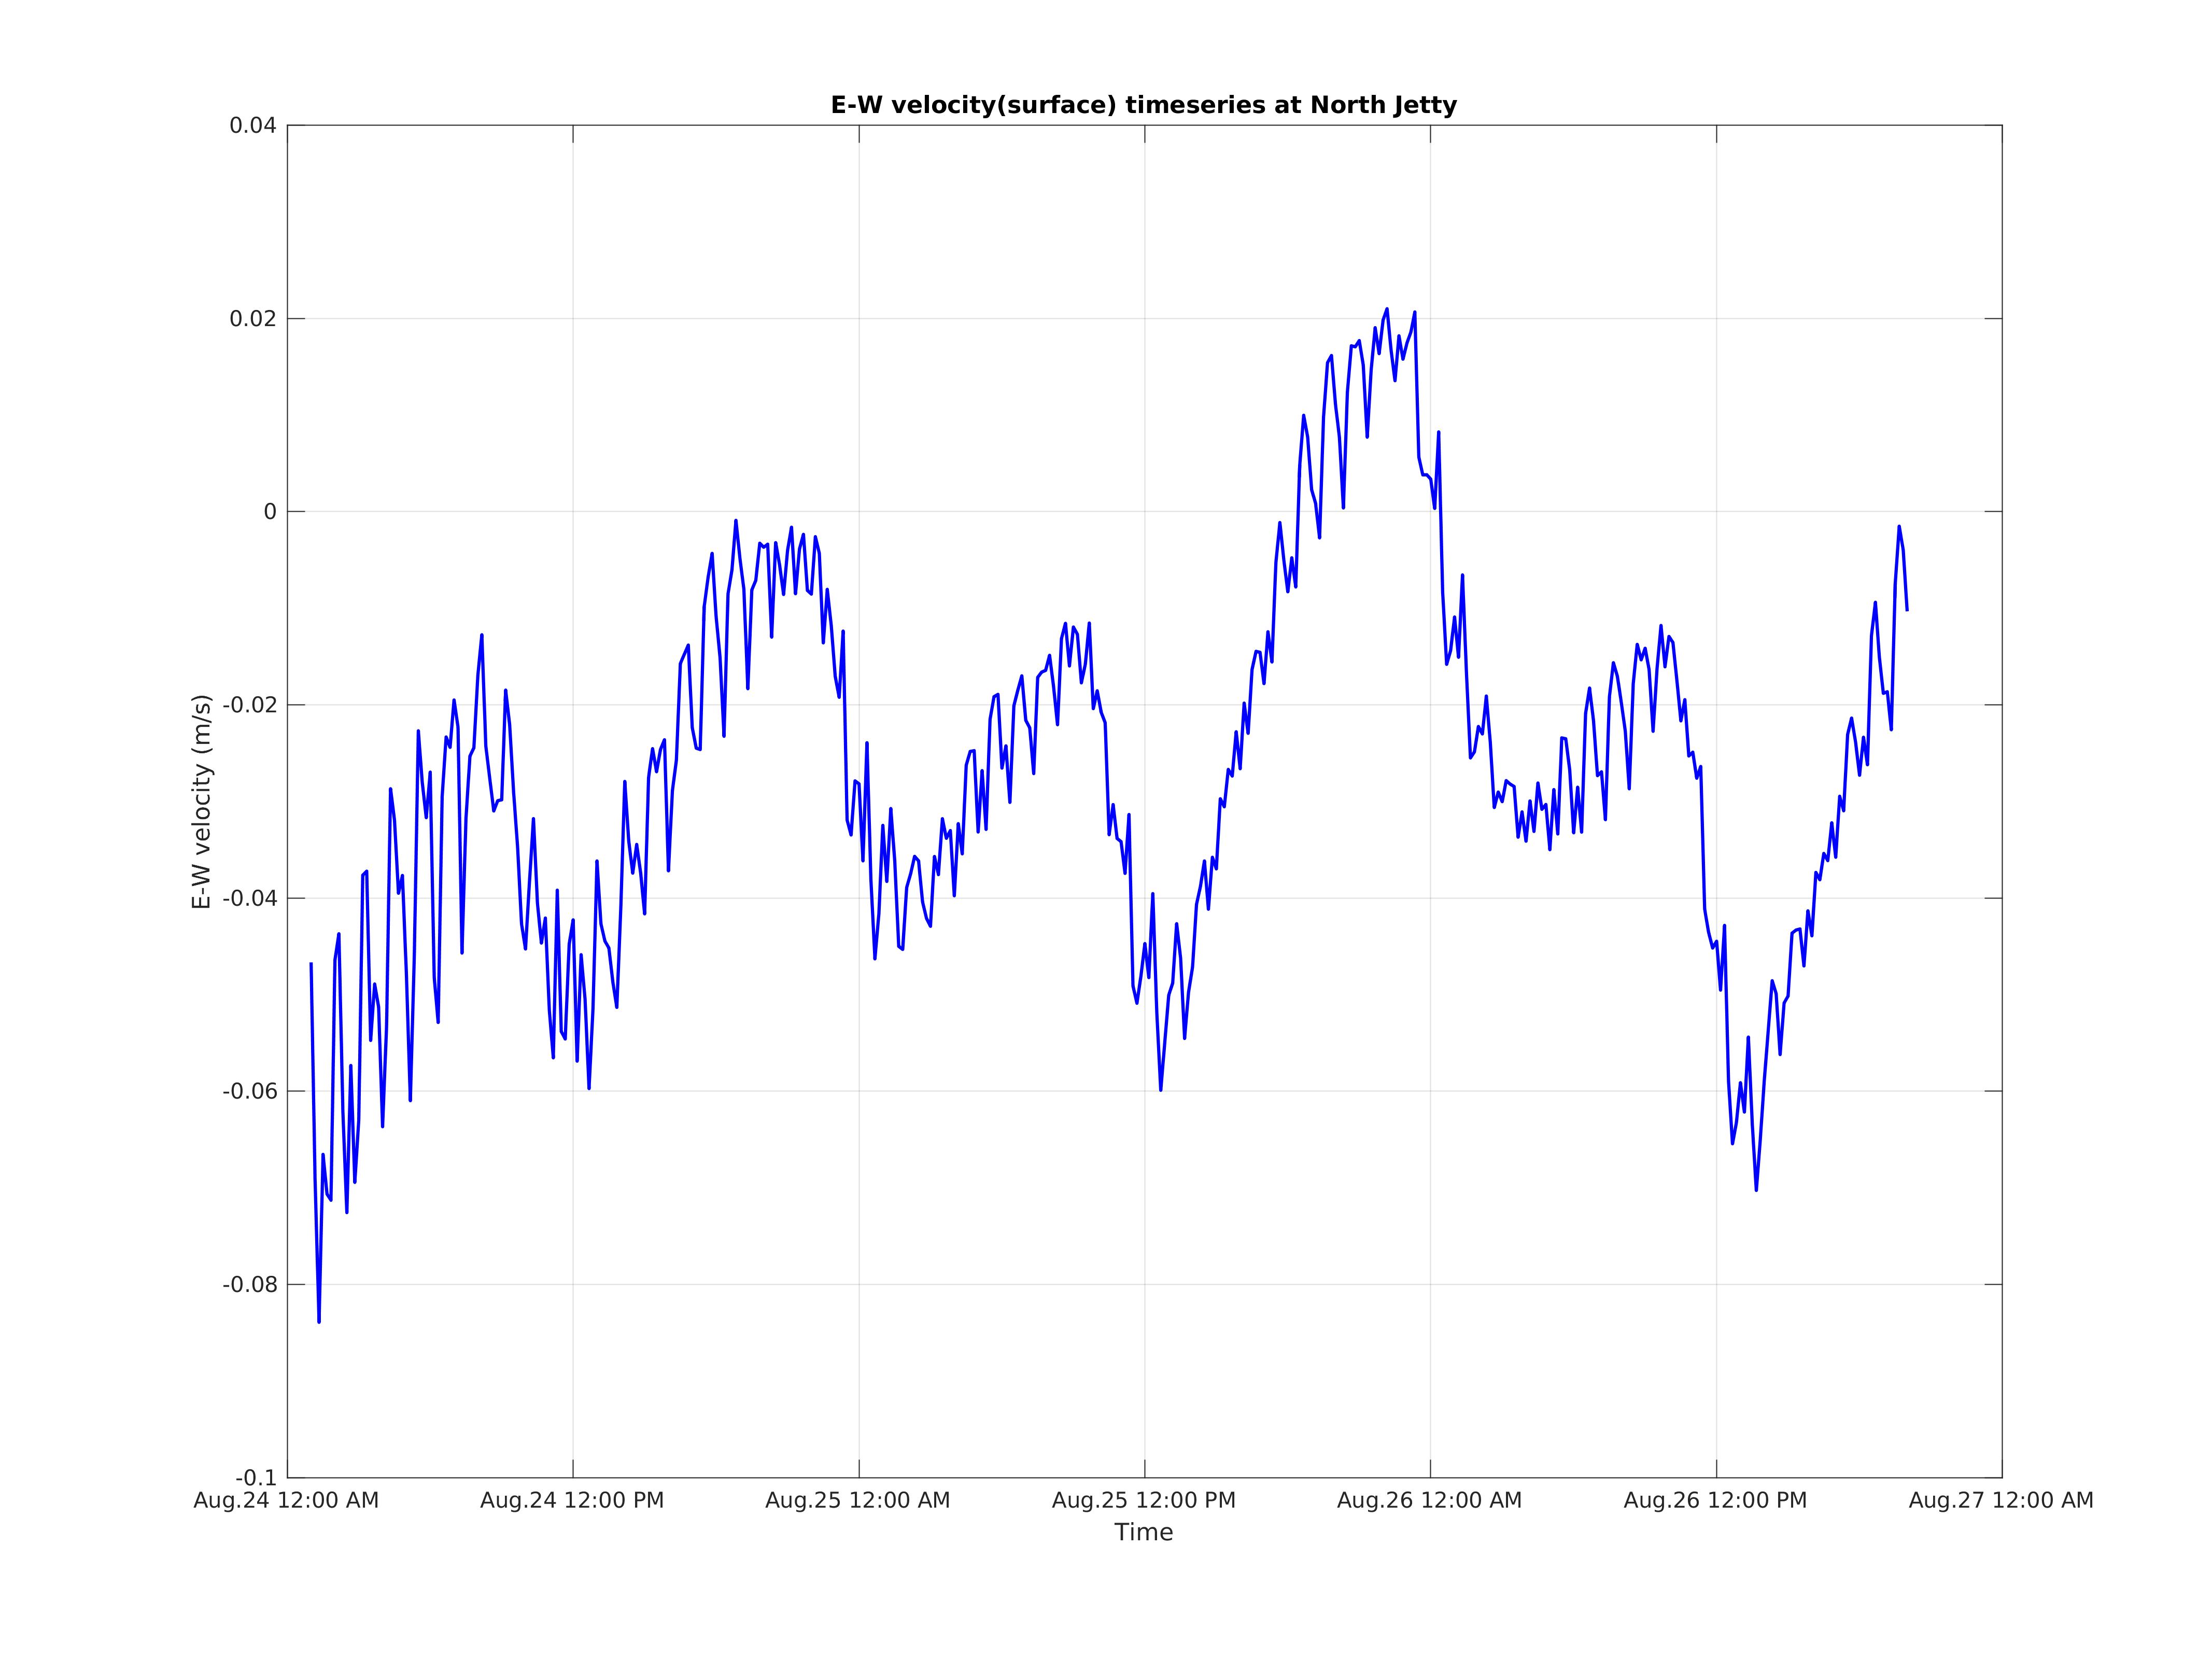 E-W velocity(surface) timeseries at North Jetty
0.04
0.02
0
-0.02
-0.04
-0.06
-0.08
-0.1
E-W velocity (m/s)
Aug.24 12:00 AM
Aug.24 12:00 PM
Aug.25 12:00 AM
Aug.25 12:00 PM
Aug.26 12:00 AM
Aug.26 12:00 PM
Aug.27 12:00 AM
Time